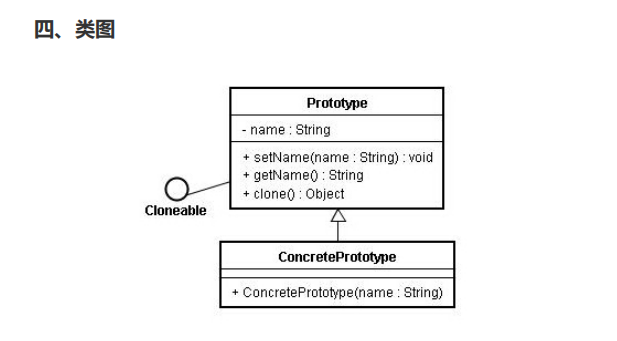 四、类图
Prototype
- name : String
+ setName(name : String) : void
+ getName() : String
+ clone() : Object
Cloneable
ConcretePrototype
+ ConcretePrototype(name : String)